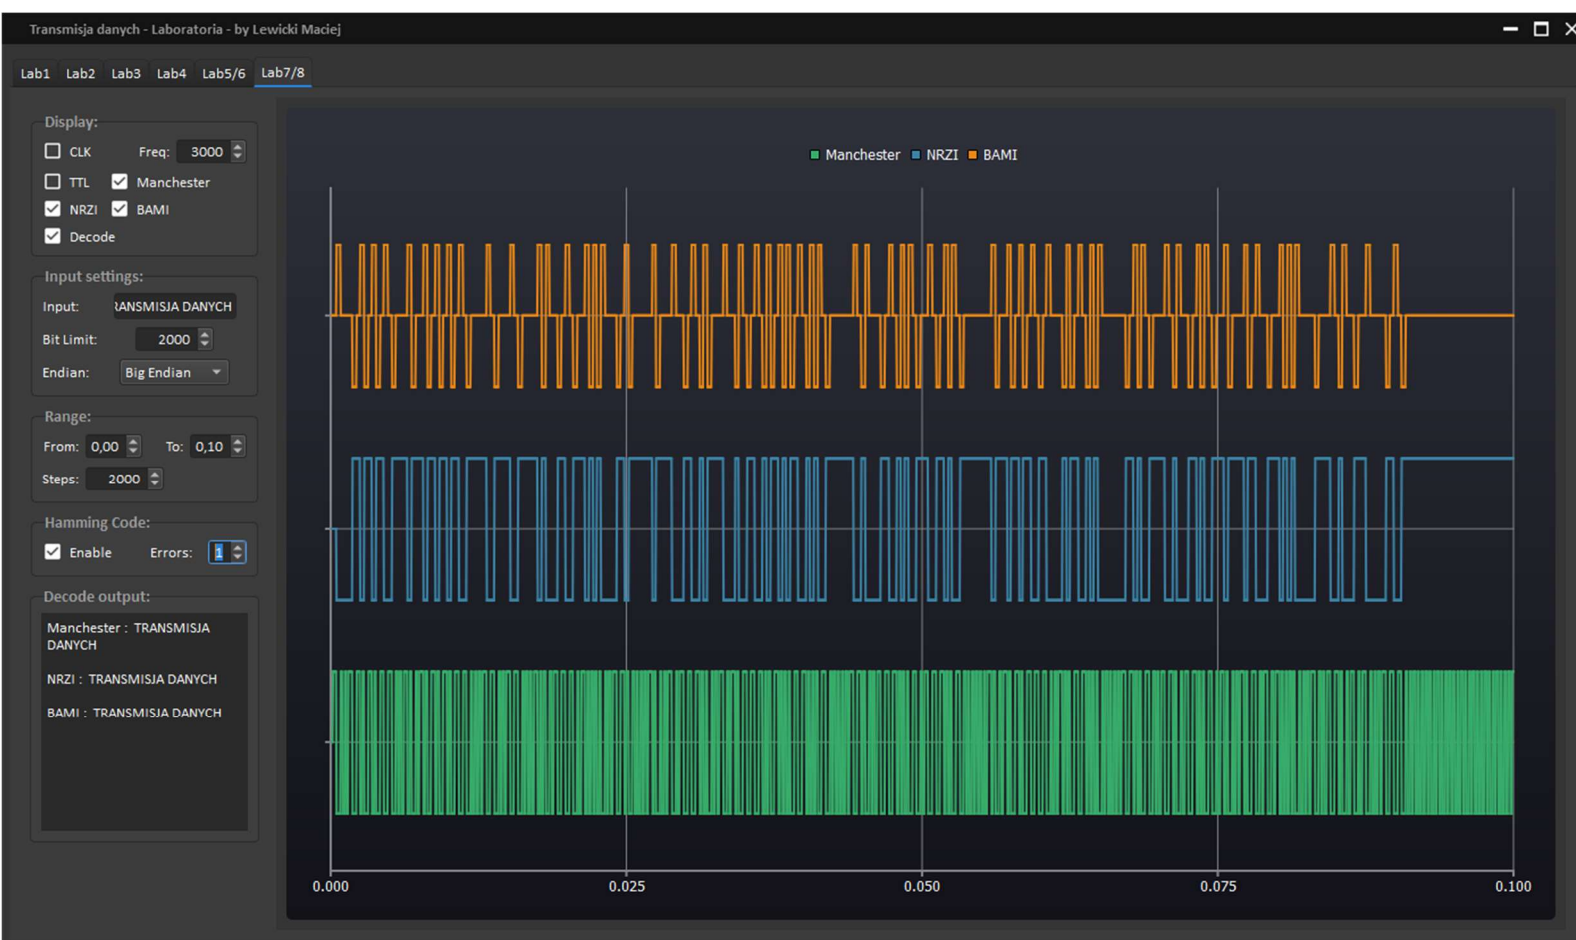 Transmisja danych - Laboratoria - by Lewicki Maciej
Lab1 Lab2 Lab3 Lab4 Lab5/6 Lab7/8
Display:
CLK Freq: 3000
TTL Manchester
NRZI BAMI
Decode
Input settings:
Input: RANSMISJA DANYCH
Bit Limit: 2000
Endian: Big Endian
Range:
From: 0,00 To: 0,10
Steps: 2000
Hamming Code:
Enable Errors: 1
Decode output:
Manchester : TRANSMISJA
DANYCH
NRZI : TRANSMISJA DANYCH
BAMI : TRANSMISJA DANYCH
Manchester NRZI BAMI
0.000 0.025 0.050 0.075 0.100